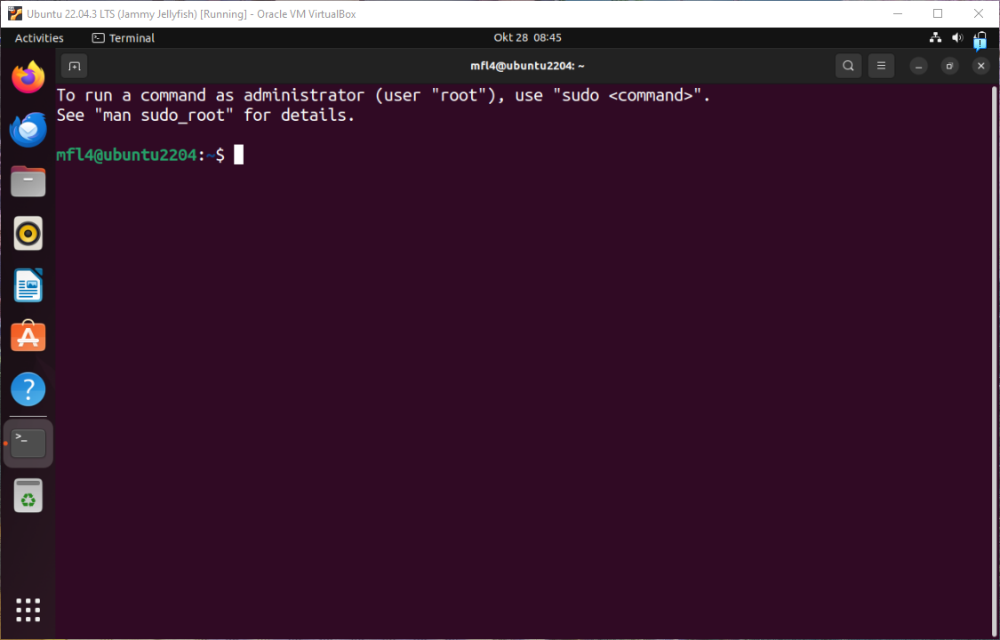 Ubuntu 22.04.3 LTS (Jammy Jellyfish) [Running] - Oracle VM VirtualBox
Activities Terminal Okt 28 08:45
mfl4@ubuntu2204: ~
To run a command as administrator (user "root"), use "sudo <command>".
See "man sudo_root" for details.
mfl4@ubuntu2204:~$
>_